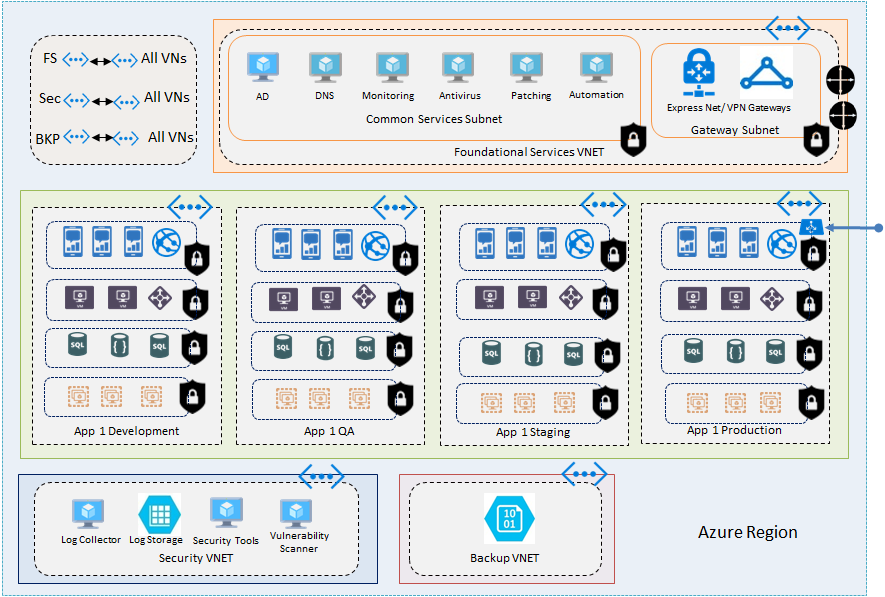 FS All VNs
Sec All VNs
BKP All VNs
AD
DNS
Monitoring
Antivirus
Patching
Automation
Common Services Subnet
Express Net/ VPN Gateways
Gateway Subnet
Foundational Services VNET
VM
VM
SQL
{ }
SQL
App 1 Development
VM
VM
SQL
{ }
SQL
App 1 QA
VM
VM
SQL
{ }
SQL
App 1 Staging
VM
VM
SQL
{ }
SQL
App 1 Production
Log Collector
Log Storage
Security Tools
Vulnerability
Scanner
Security VNET
10
01
Backup VNET
Azure Region